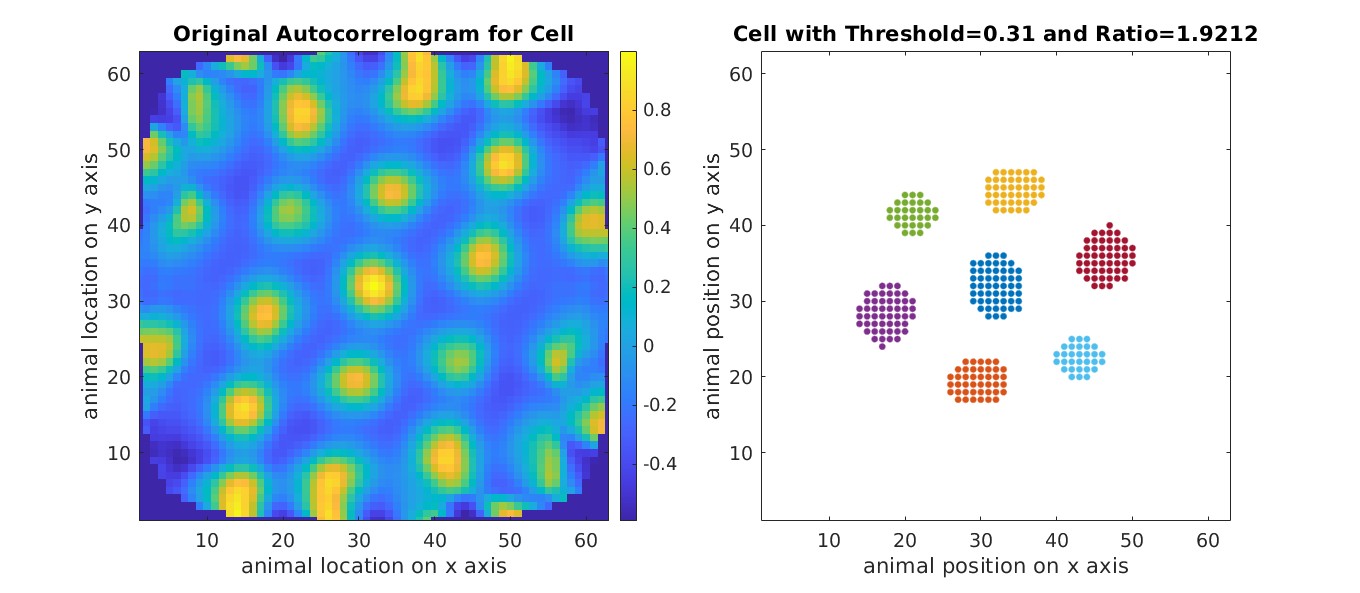 Original Autocorrelogram for Cell
60
50
40
30
20
10
10 20 30 40 50 60
animal location on x axis
animal location on y axis
0.8
0.6
0.4
0.2
0
-0.2
-0.4
Cell with Threshold=0.31 and Ratio=1.9212
60
50
40
30
20
10
10 20 30 40 50 60
animal position on x axis
animal position on y axis